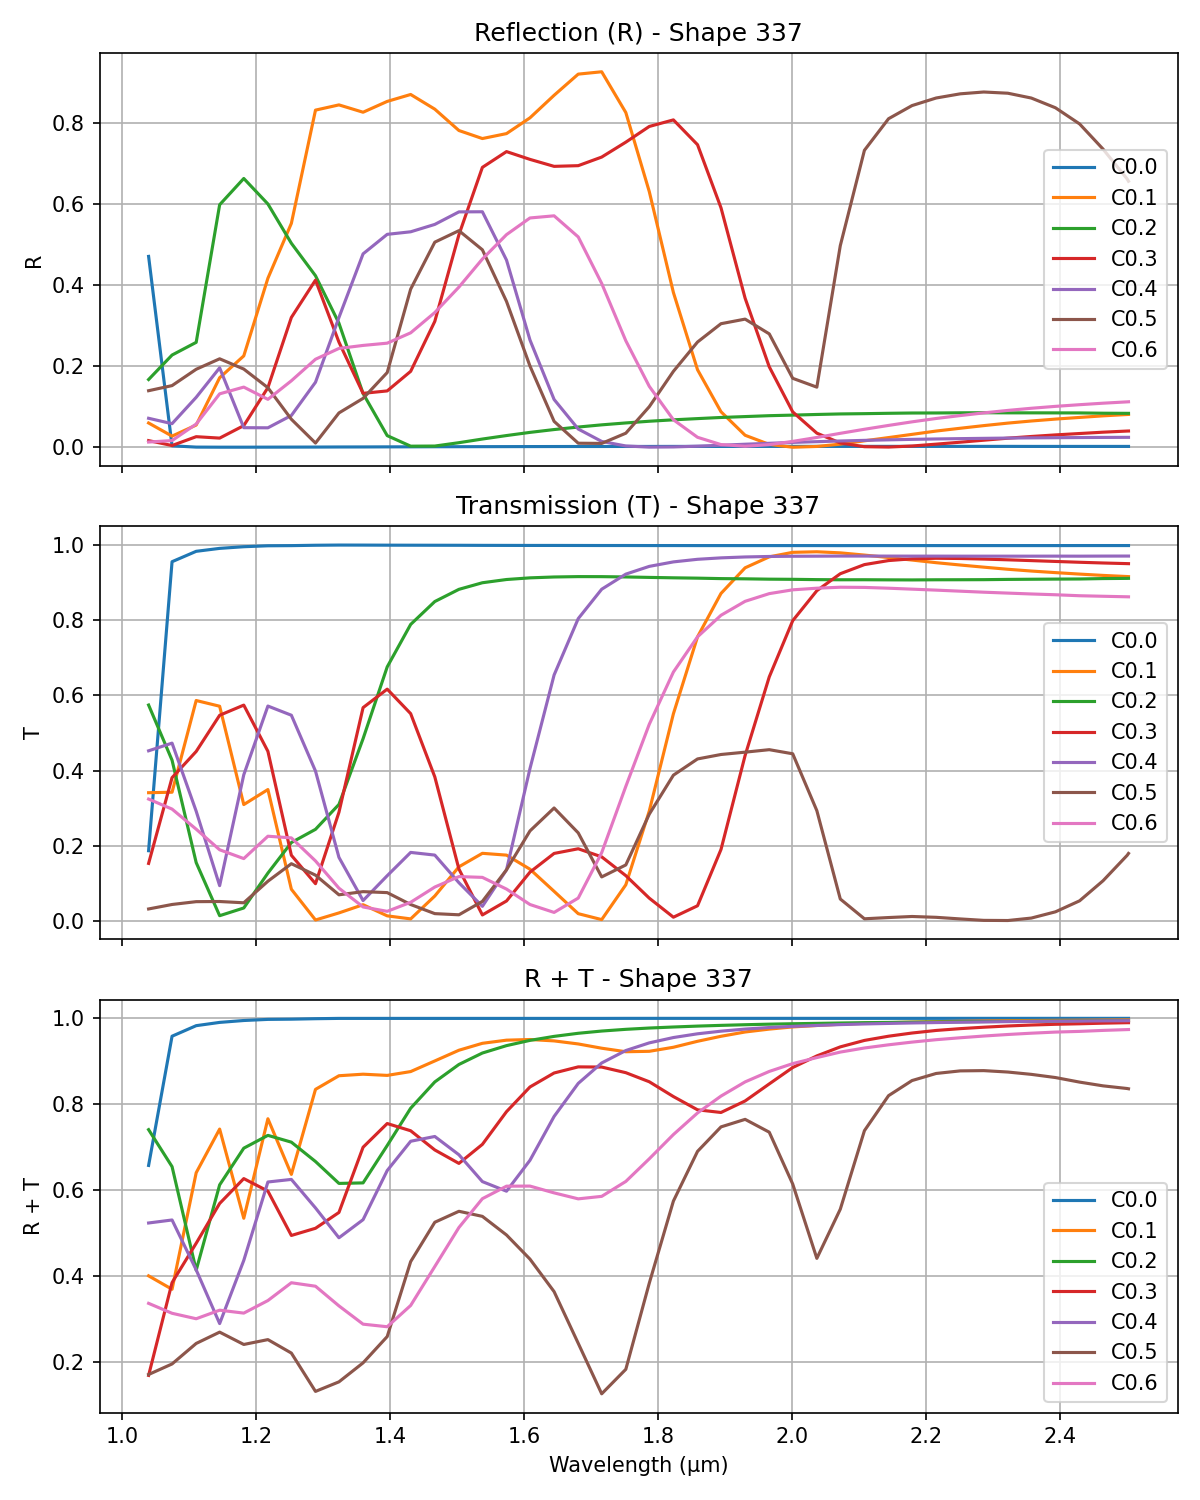 Reflection (R) - Shape 337
0.8
0.6
0.4
0.2
0.0
R
C0.0
C0.1
C0.2
C0.3
C0.4
C0.5
C0.6
Transmission (T) - Shape 337
1.0
0.8
0.6
0.4
0.2
0.0
T
C0.0
C0.1
C0.2
C0.3
C0.4
C0.5
C0.6
R + T - Shape 337
1.0
0.8
0.6
0.4
0.2
R + T
C0.0
C0.1
C0.2
C0.3
C0.4
C0.5
C0.6
1.0 1.2 1.4 1.6 1.8 2.0 2.2 2.4
Wavelength (μm)